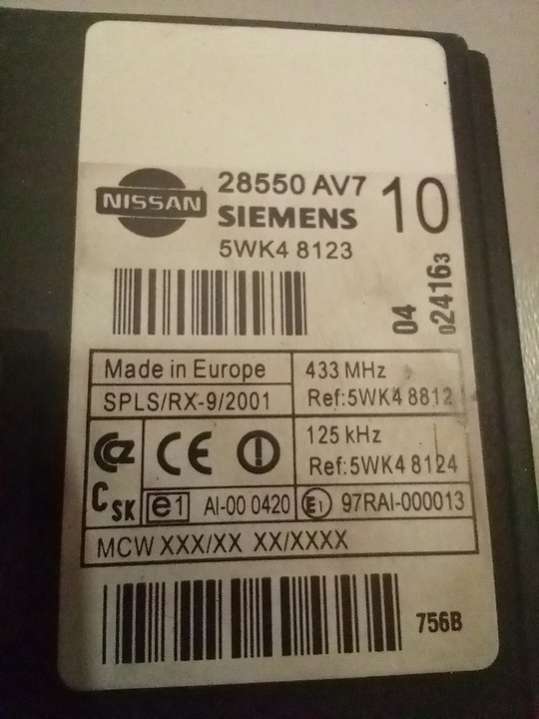 NISSAN
28550 AV7 10
SIEMENS
5WK4 8123
04
024163
Made in Europe
433 MHz
SPLS/RX-9/2001
Ref:5WK4 8812
CE
125 kHz
Ref:5WK4 8124
CSK
e1 AI-00 0420
E1 97RAI-000013
MCW XXX/XX XX/XXXX
756B